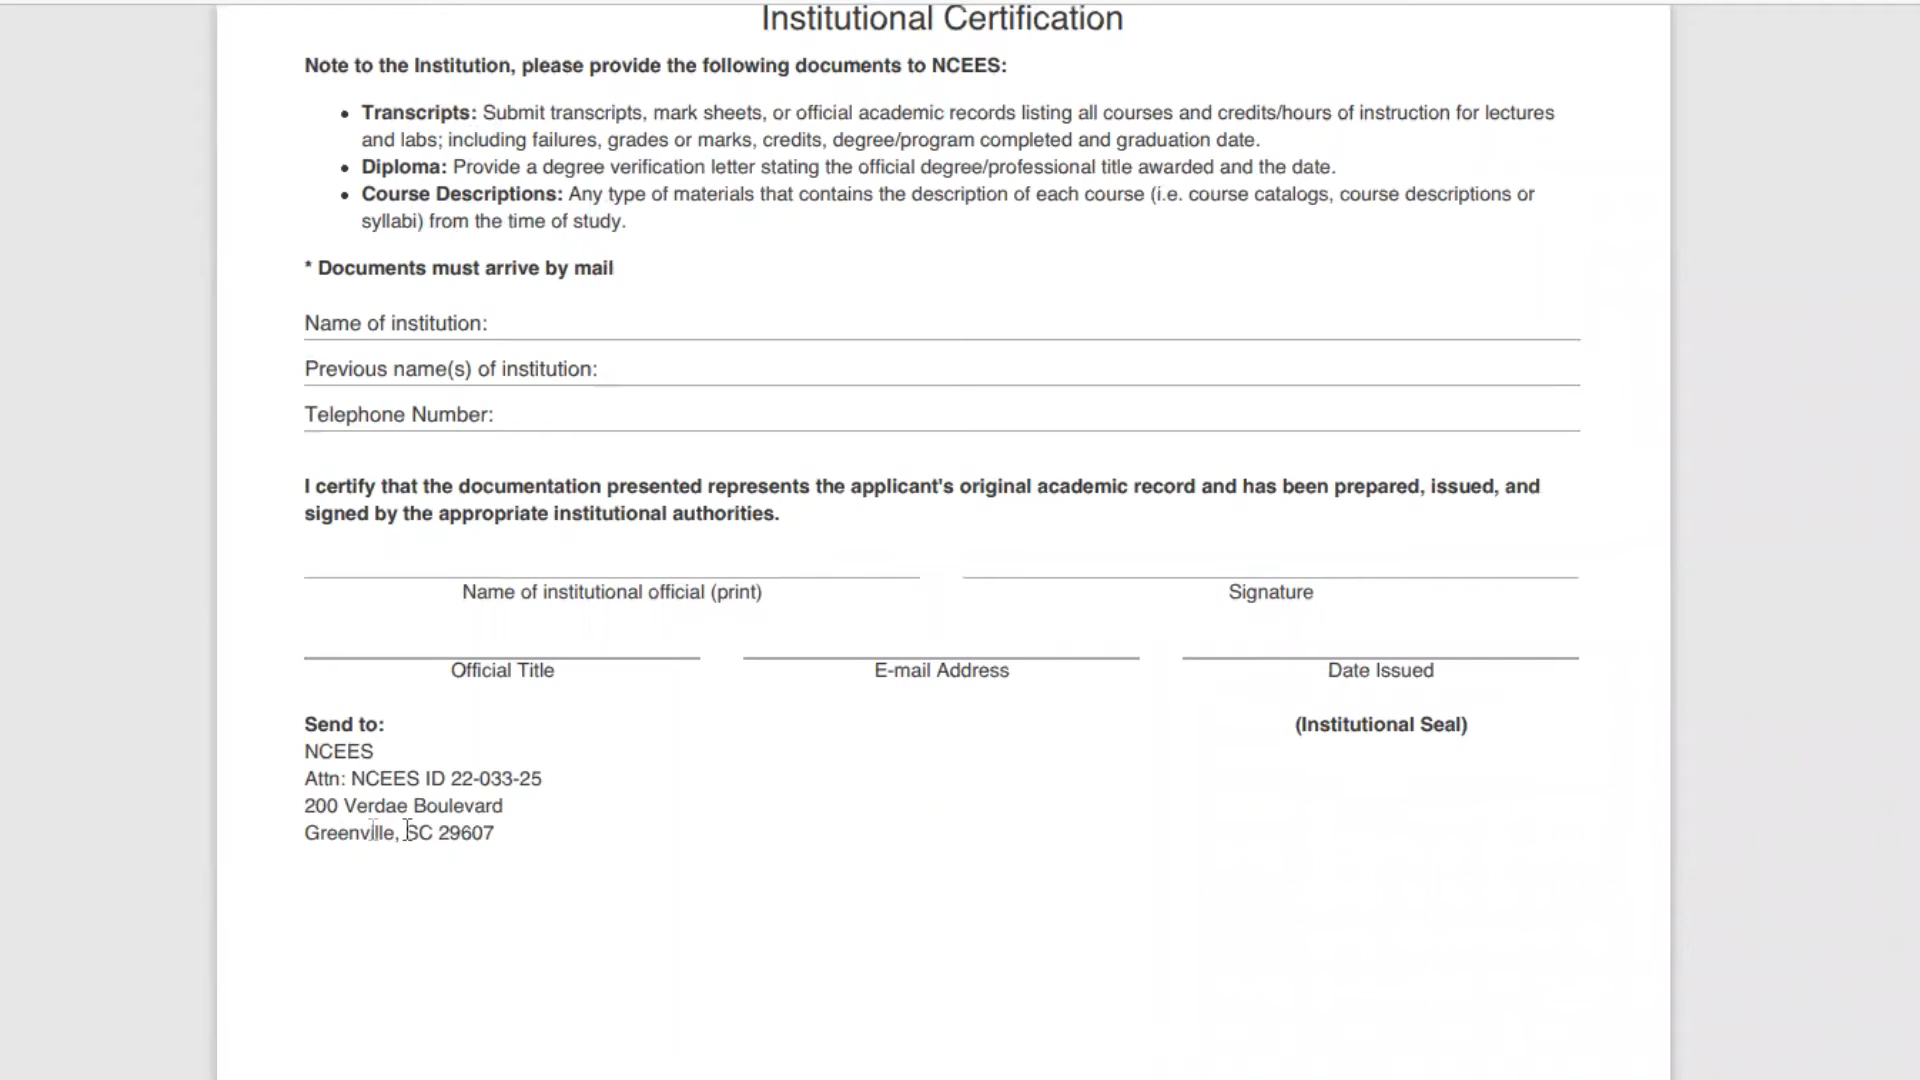 Institutional Certification
Note to the Institution, please provide the following documents to NCEES:
• Transcripts: Submit transcripts, mark sheets, or official academic records listing all courses and credits/hours of instruction for lectures
and labs; including failures, grades or marks, credits, degree/program completed and graduation date.
• Diploma: Provide a degree verification letter stating the official degree/professional title awarded and the date.
• Course Descriptions: Any type of materials that contains the description of each course (i.e. course catalogs, course descriptions or
syllabi) from the time of study.
* Documents must arrive by mail
Name of institution:
Previous name(s) of institution:
Telephone Number:
I certify that the documentation presented represents the applicant's original academic record and has been prepared, issued, and
signed by the appropriate institutional authorities.
Name of institutional official (print) Signature
Official Title E-mail Address Date Issued
Send to: (Institutional Seal)
NCEES
Attn: NCEES ID 22-033-25
200 Verdae Boulevard
Greenville, SC 29607